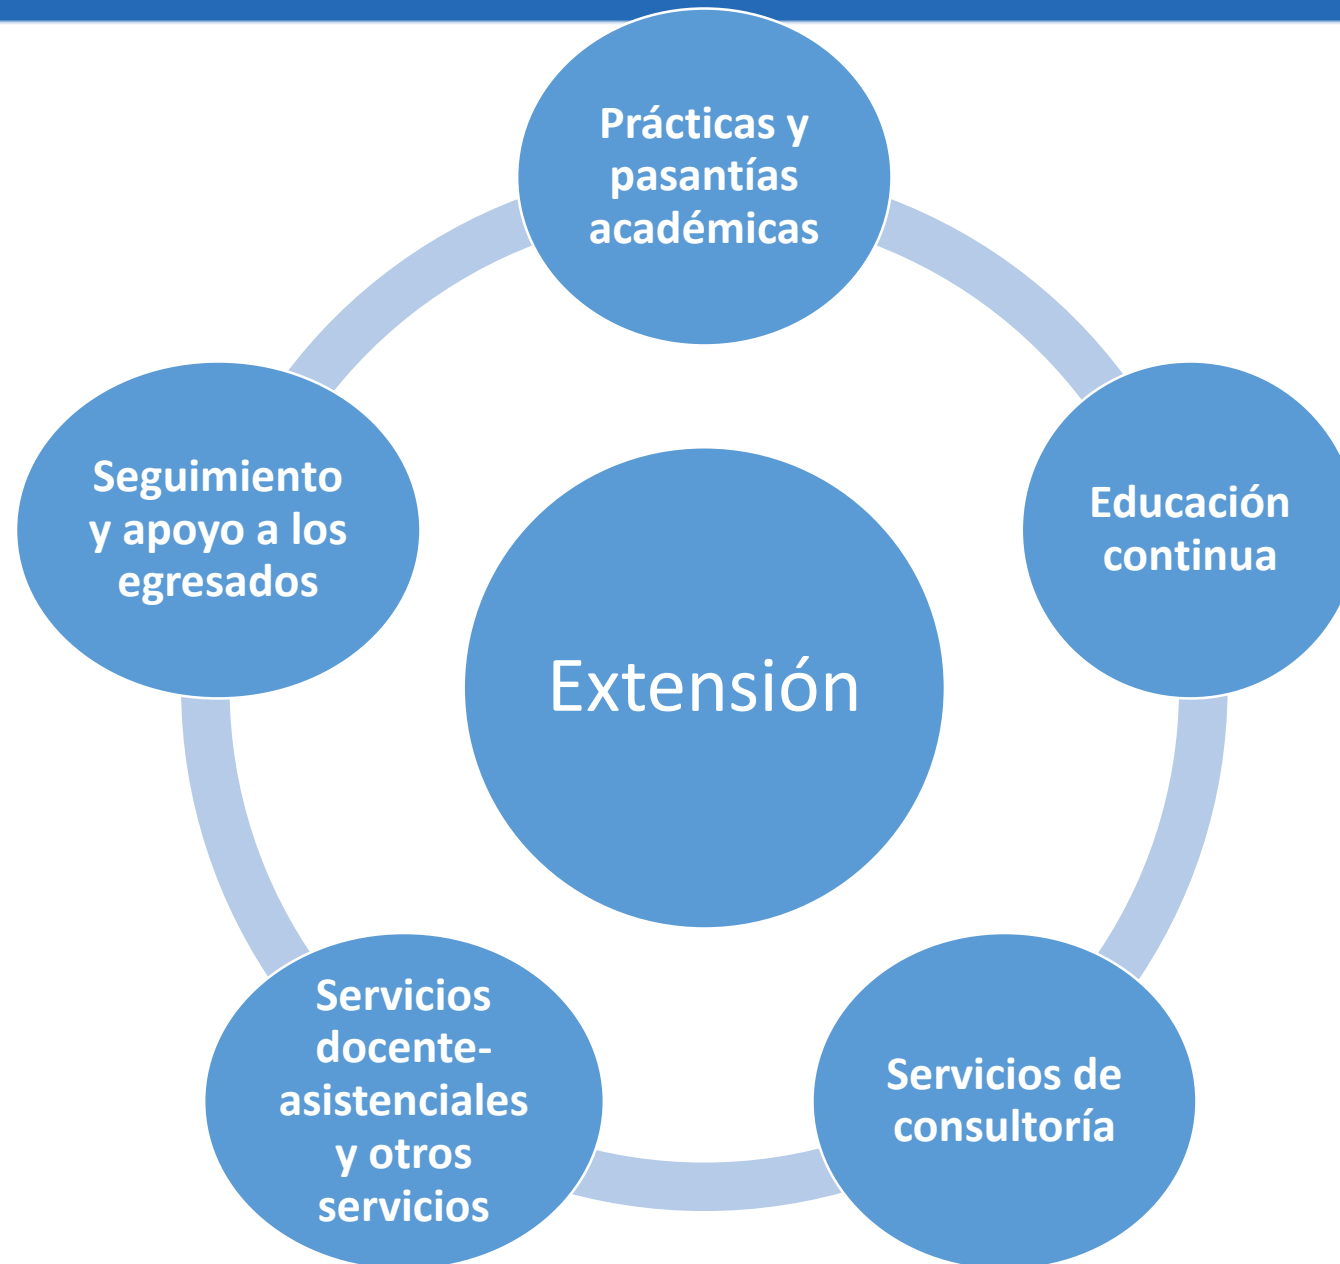 Prácticas y
pasantías
académicas
Seguimiento
y apoyo a los
egresados
Educación
continua
Extensión
Servicios
docente-
asistenciales
y otros
servicios
Servicios de
consultoría